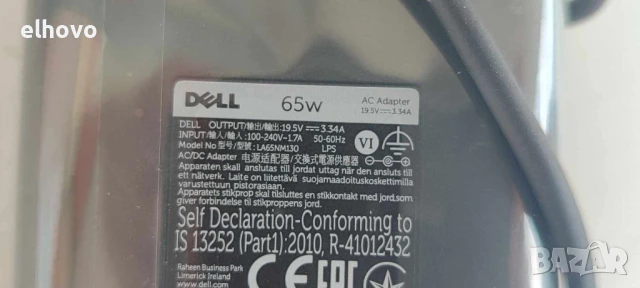 elhovo
DELL 65W AC Adapter
19.5V⎓3.34A
DELL OUTPUT/输出/輸出:19.5V⎓3.34A
INPUT/输入/輸入:100-240V~1.7A 50-60Hz
Model No/型号/型號:LA65NM130 LPS
VI
AC/DC Adapter 电源适配器/交換式電源供應器
Apparaten skall anslutas till jordat uttag när den ansluts till
ett nätverk. Laite on liitettävä suojamaadoituskoskettimilla
varustettuun pistorasiaan.
Apparatets stikprop skal tilsluttes en stikkontakt med jord,som
giver forbindelse til stikproppens jord.
Self Declaration-Conforming to
IS 13252 (Part1):2010, R-41012432
Raheen Business Park
Limerick Ireland
CE EAC
bazar